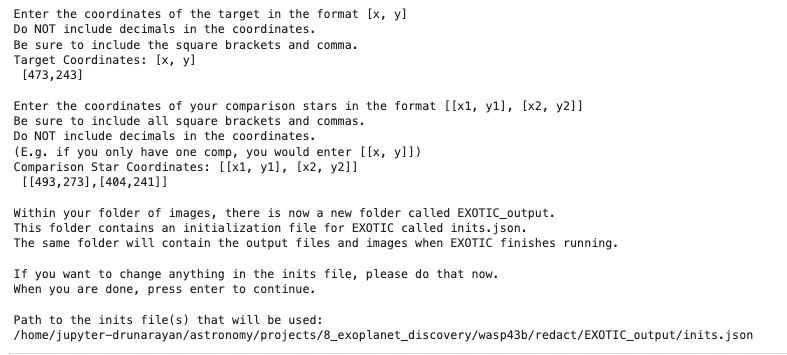 Enter the coordinates of the target in the format [x, y]
Do NOT include decimals in the coordinates.
Be sure to include the square brackets and comma.
Target Coordinates: [x, y]
[473,243]
Enter the coordinates of your comparison stars in the format [[x1, y1], [x2, y2]]
Be sure to include all square brackets and commas.
Do NOT include decimals in the coordinates.
(E.g. if you only have one comp, you would enter [[x, y]])
Comparison Star Coordinates: [[x1, y1], [x2, y2]]
[[493,273],[404,241]]
Within your folder of images, there is now a new folder called EXOTIC_output.
This folder contains an initialization file for EXOTIC called inits.json.
The same folder will contain the output files and images when EXOTIC finishes running.
If you want to change anything in the inits file, please do that now.
When you are done, press enter to continue.
Path to the inits file(s) that will be used:
/home/jupyter-drunarayan/astronomy/projects/8_exoplanet_discovery/wasp43b/redact/EXOTIC_output/inits.json